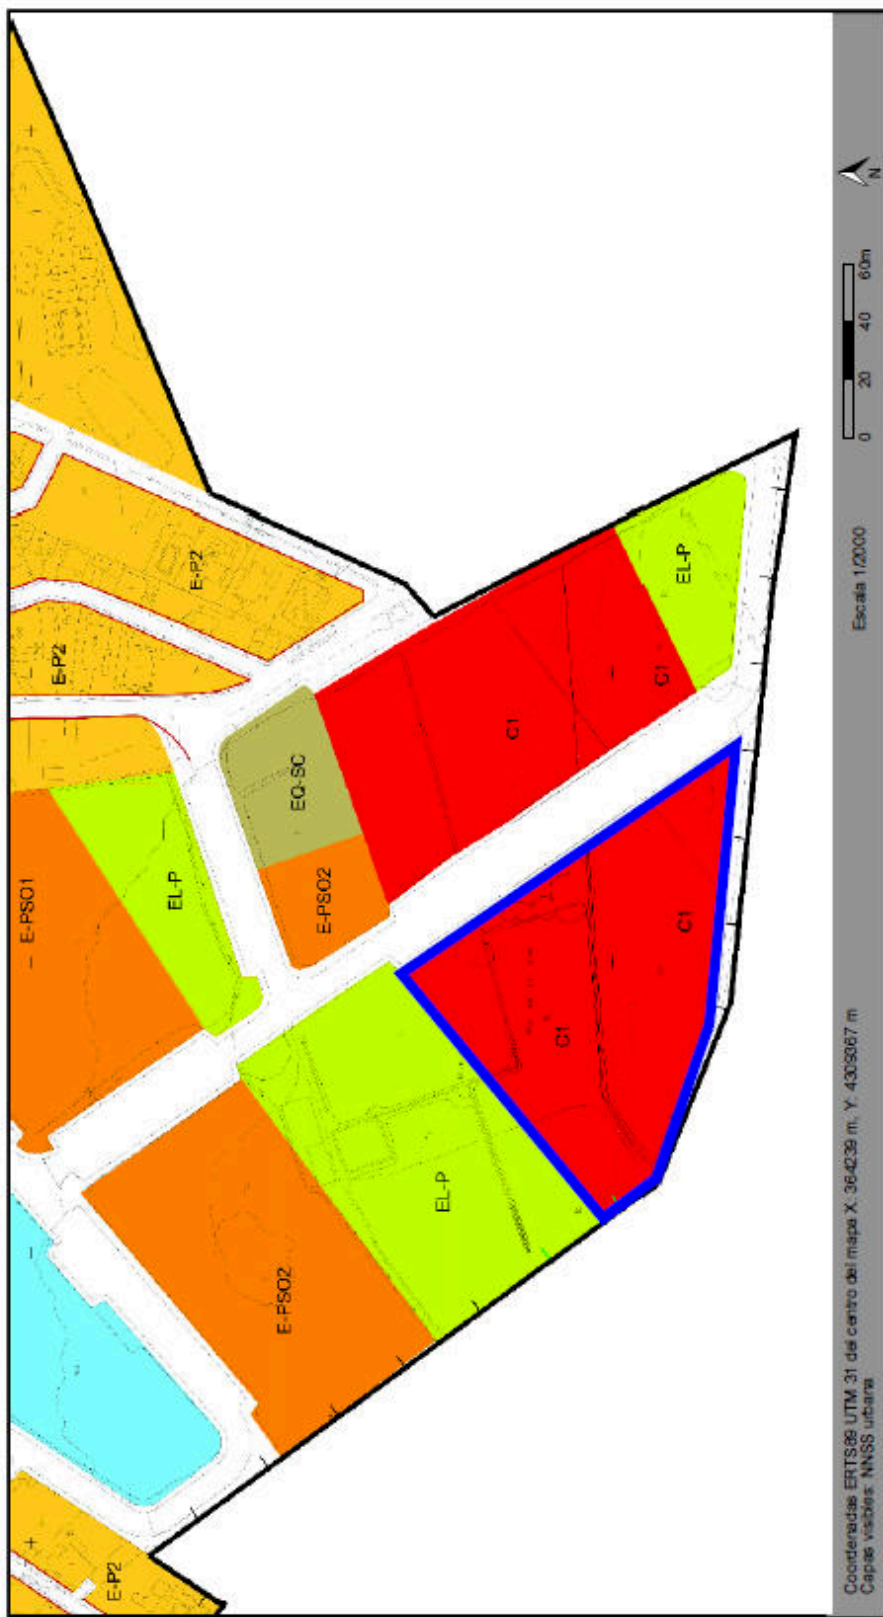 E-P2
E-P2
E-PSO1
EL-P
EQ-SC
E-PSO2
C1
C1
EL-P
E-PSO2
EL-P
C1
C1
E-P2
Coordenadas ERTS89 UTM 31 del centro del mapa X: 364239 m, Y: 4309367 m
Capas visibles: NNSS urbana
Escala 1/2000
0 20 40 60m
N